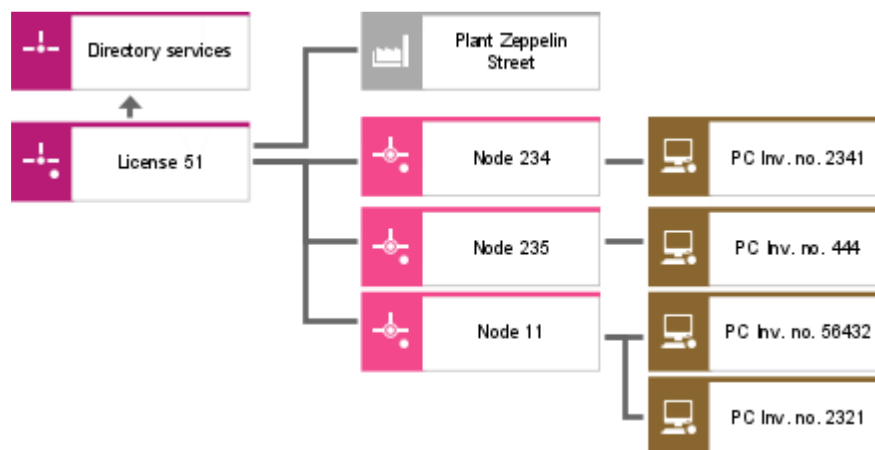 Directory services
Plant Zeppelin
Street
License 51
Node 234
PC Inv. no. 2341
Node 235
PC Inv. no. 444
Node 11
PC Inv. no. 56432
PC Inv. no. 2321